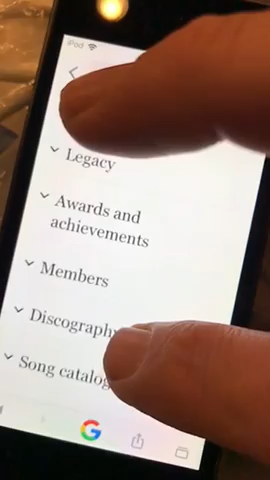 iPod
Legacy
Awards and
achievements
Members
Discography
Song catalog